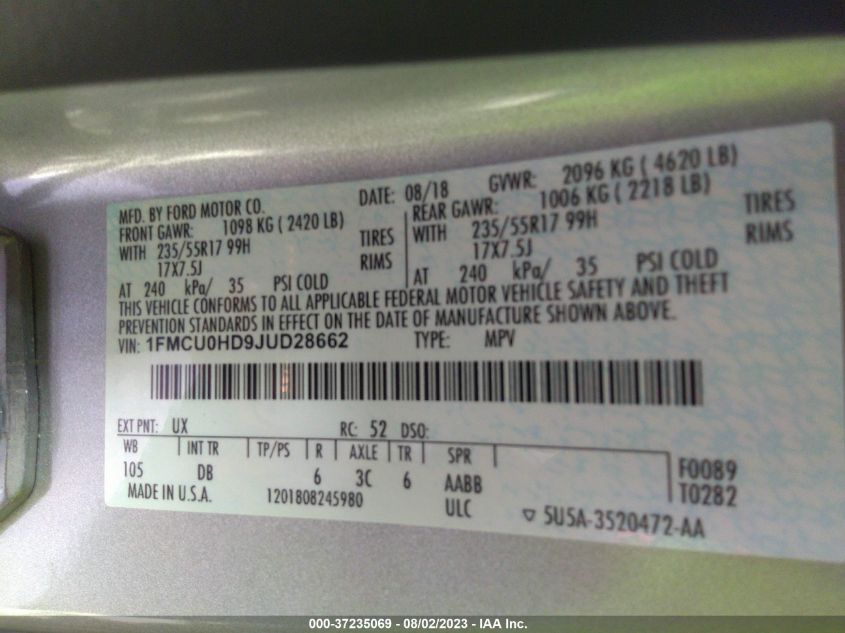 MFD. BY FORD MOTOR CO. DATE: 08/18 GVWR: 2096 KG ( 4620 LB)
FRONT GAWR: 1098 KG ( 2420 LB) REAR GAWR: 1006 KG ( 2218 LB)
WITH 235/55R17 99H TIRES WITH 235/55R17 99H TIRES
17X7.5J RIMS 17X7.5J RIMS
AT 240 kPa/ 35 PSI COLD AT 240 kPa/ 35 PSI COLD
THIS VEHICLE CONFORMS TO ALL APPLICABLE FEDERAL MOTOR VEHICLE SAFETY AND THEFT
PREVENTION STANDARDS IN EFFECT ON THE DATE OF MANUFACTURE SHOWN ABOVE.
VIN: 1FMCU0HD9JUD28662 TYPE: MPV
EXT PNT: UX RC: 52 DSO:
WB INT TR TP/PS R AXLE TR SPR
105 DB 6 3C 6 AABB F0089
MADE IN U.S.A. 1201808245980 ULC T0282
5U5A-3520472-AA
000-37235069 - 08/02/2023 - IAA Inc.